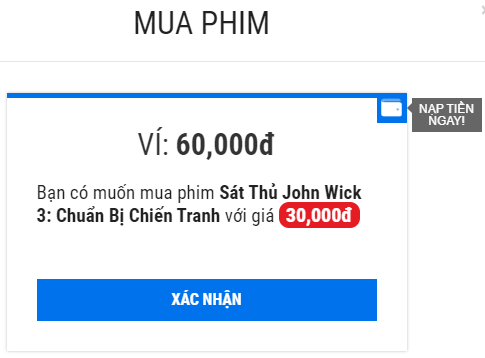 MUA PHIM
NẠP TIỀN
NGAY!
VÍ: 60,000đ
Bạn có muốn mua phim Sát Thủ John Wick
3: Chuẩn Bị Chiến Tranh với giá 30,000đ
XÁC NHẬN